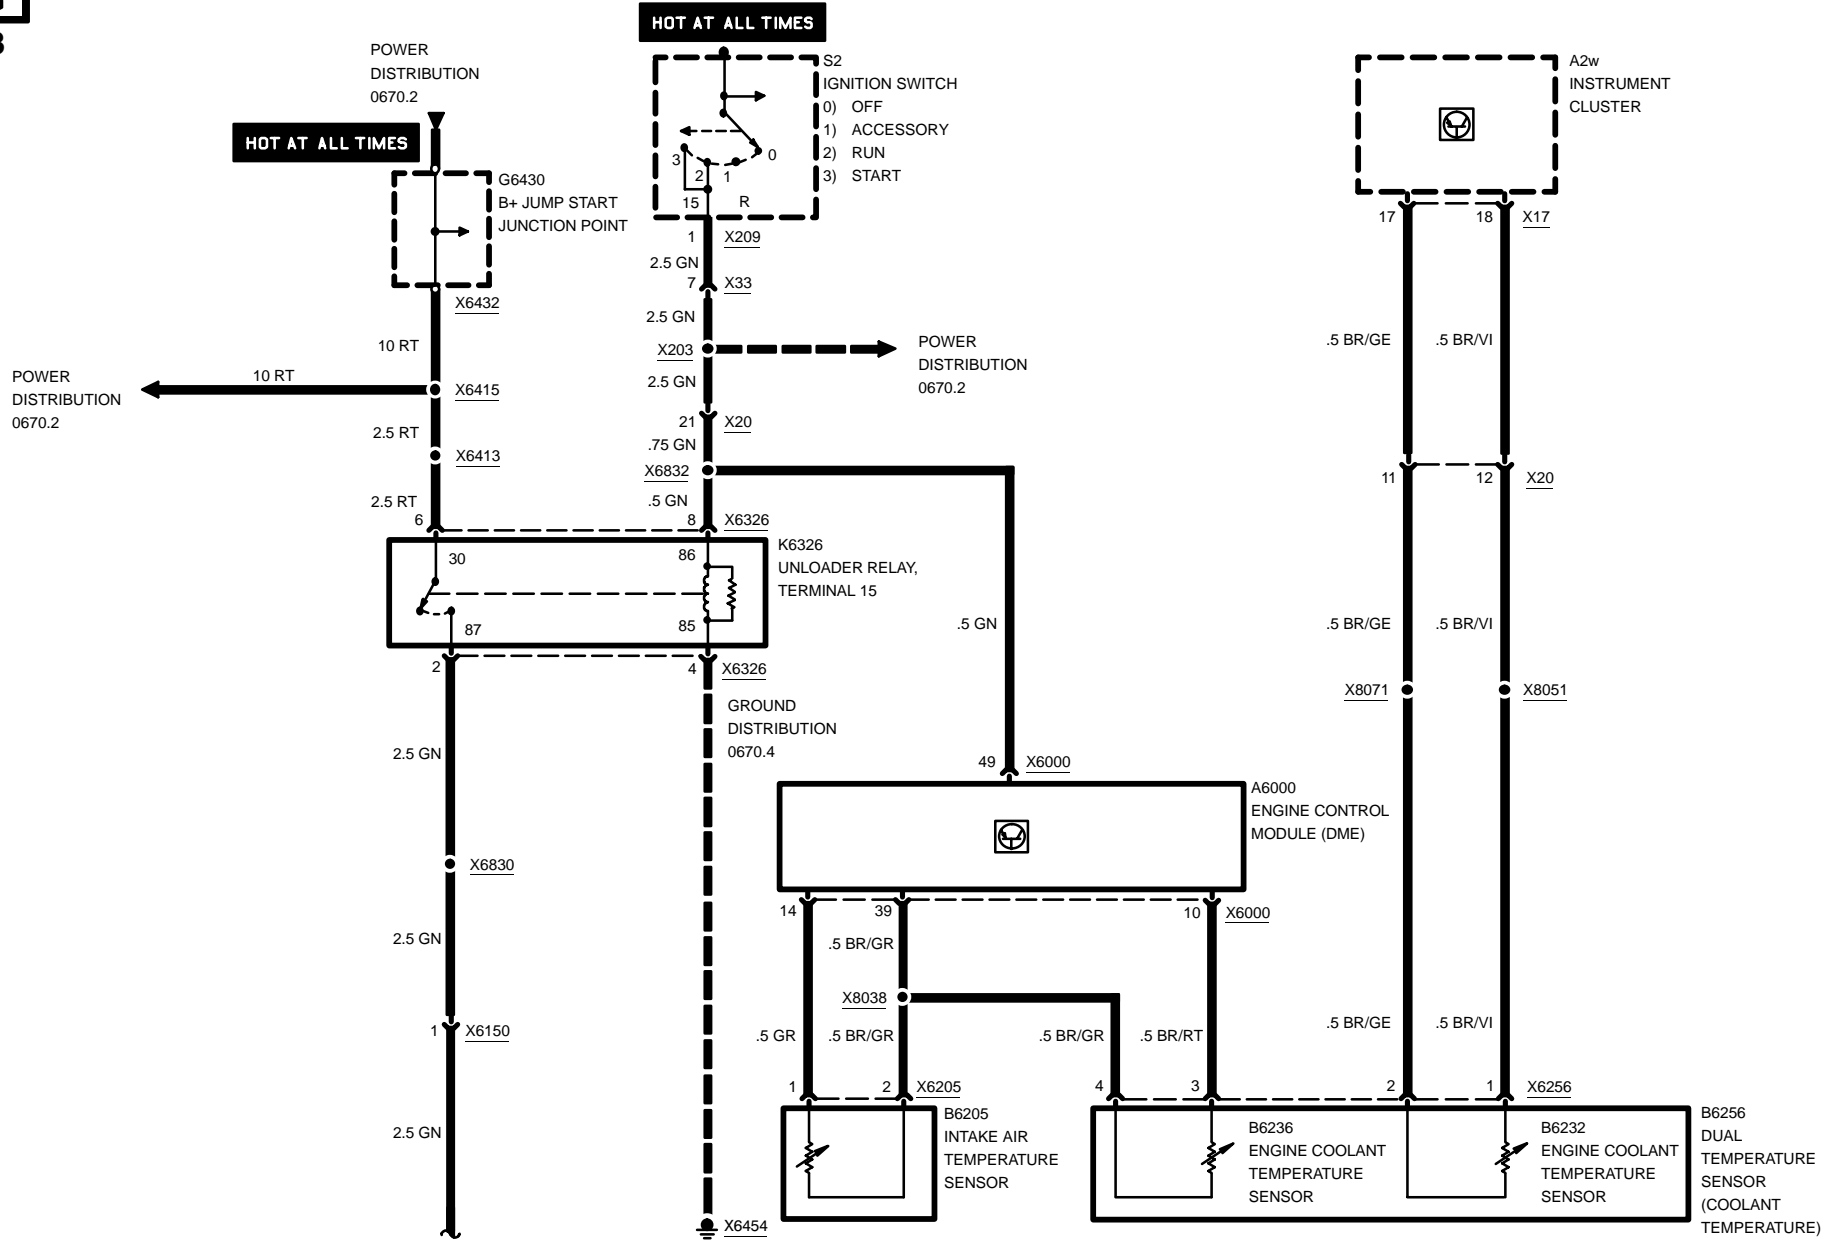 HOT AT ALL TIMES
POWER
DISTRIBUTION
0670.2
HOT AT ALL TIMES
G6430
B+ JUMP START
JUNCTION POINT
X6432
10 RT
10 RT
POWER
DISTRIBUTION
0670.2
X6415
2.5 RT
X6413
2.5 RT
6
S2
IGNITION SWITCH
0) OFF
1) ACCESSORY
2) RUN
3) START
3
2
1
0
15
R
1 X209
2.5 GN
7 X33
2.5 GN
X203
POWER
DISTRIBUTION
0670.2
2.5 GN
21 X20
.75 GN
X6832
.5 GN
8 X6326
K6326
UNLOADER RELAY,
TERMINAL 15
30
86
87
85
2
4 X6326
GROUND
DISTRIBUTION
0670.4
2.5 GN
X6830
2.5 GN
1 X6150
2.5 GN
X6454
.5 GN
49 X6000
A6000
ENGINE CONTROL
MODULE (DME)
14
39
10 X6000
.5 BR/GR
X8038
.5 GR
.5 BR/GR
.5 BR/GR
.5 BR/RT
1
2 X6205
B6205
INTAKE AIR
TEMPERATURE
SENSOR
A2w
INSTRUMENT
CLUSTER
17
18 X17
.5 BR/GE
.5 BR/VI
11
12 X20
.5 BR/GE
.5 BR/VI
X8071
X8051
.5 BR/GE
.5 BR/VI
4
3
2
1 X6256
B6236
ENGINE COOLANT
TEMPERATURE
SENSOR
B6232
ENGINE COOLANT
TEMPERATURE
SENSOR
B6256
DUAL
TEMPERATURE
SENSOR
(COOLANT
TEMPERATURE)